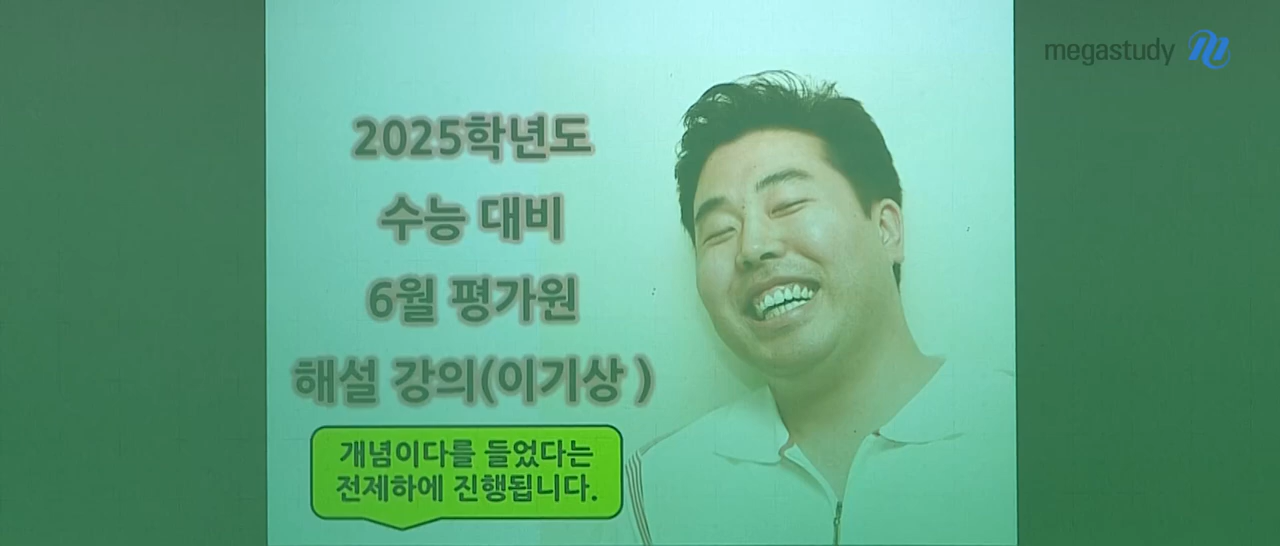 megastudy
2025학년도
수능 대비
6월 평가원
해설 강의(이기상 )
개념이다를 들었다는
전제하에 진행됩니다.